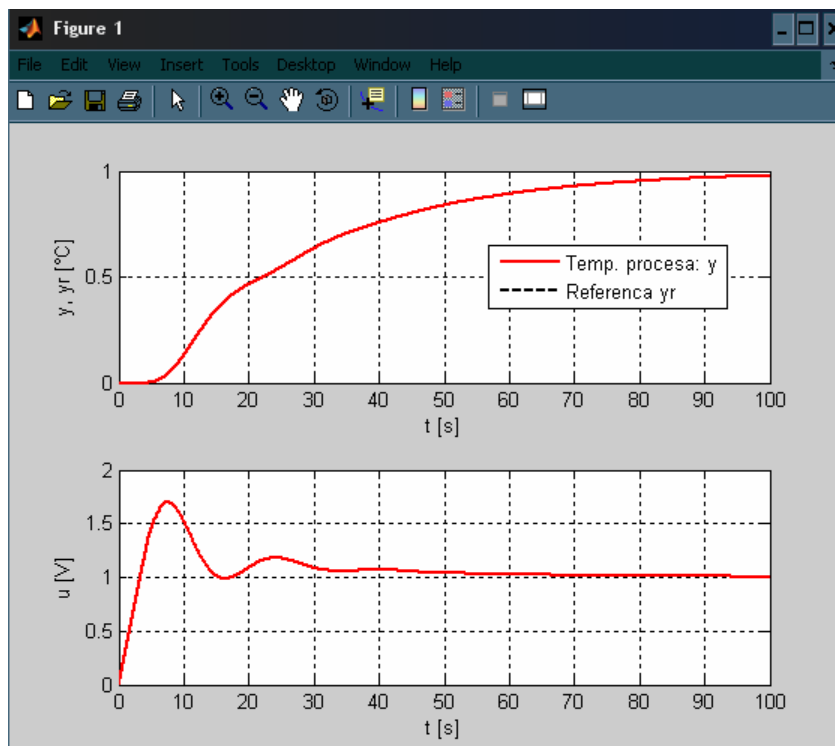 Figure 1
File Edit View Insert Tools Desktop Window Help
1
0.5
0
y, yr [°C]
Temp. procesa: y
Referenca yr
0 10 20 30 40 50 60 70 80 90 100
t [s]
2
1.5
1
0.5
0
u [V]
0 10 20 30 40 50 60 70 80 90 100
t [s]